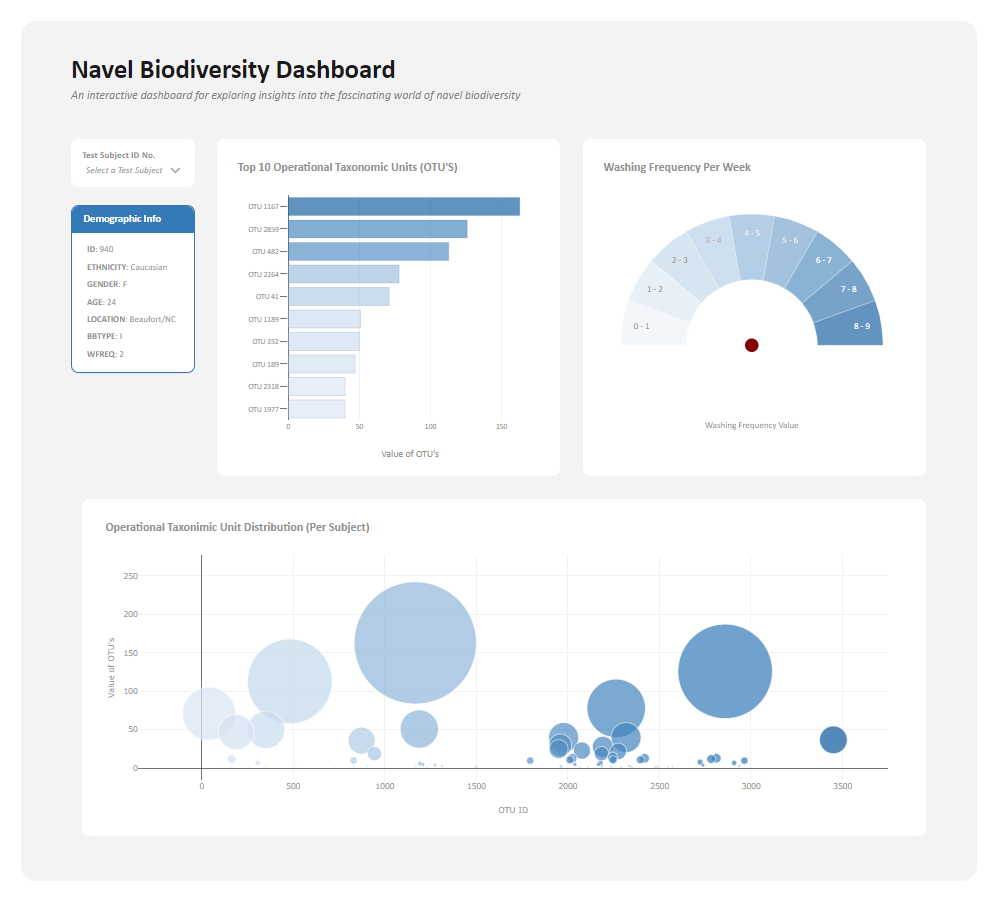 Navel Biodiversity Dashboard
An interactive dashboard for exploring insights into the fascinating world of navel biodiversity
Test Subject ID No.
Select a Test Subject
Demographic Info
ID: 940
ETHNICITY: Caucasian
GENDER: F
AGE: 24
LOCATION: Beaufort/NC
BBTYPE: I
WFREQ: 2
Top 10 Operational Taxonomic Units (OTU'S)
OTU 1167
OTU 2859
OTU 482
OTU 2264
OTU 41
OTU 1189
OTU 352
OTU 189
OTU 2318
OTU 1977
0 50 100 150
Value of OTU's
Washing Frequency Per Week
0 - 1
1 - 2
2 - 3
3 - 4
4 - 5
5 - 6
6 - 7
7 - 8
8 - 9
Washing Frequency Value
Operational Taxonimic Unit Distribution (Per Subject)
Value of OTU's
250
200
150
100
50
0
0 500 1000 1500 2000 2500 3000 3500
OTU ID